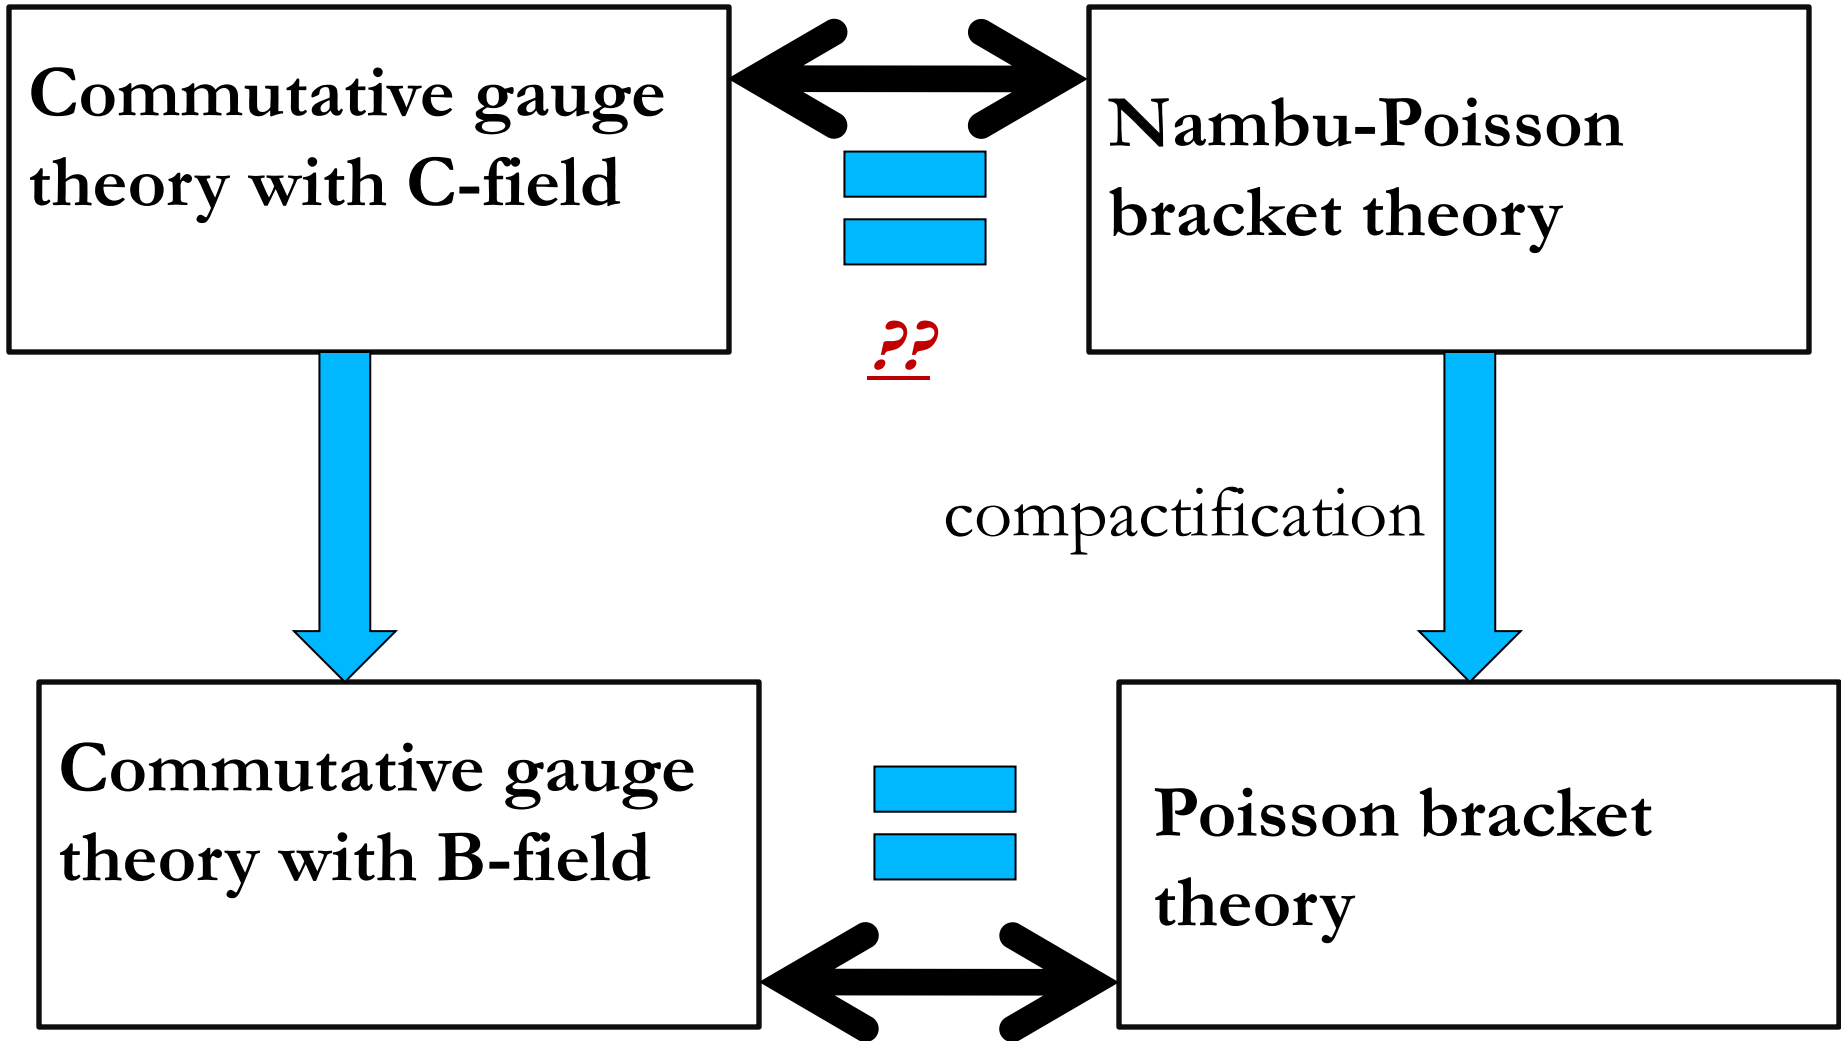 Commutative gauge
theory with C-field
Nambu-Poisson
bracket theory
??
compactification
Commutative gauge
theory with B-field
Poisson bracket
theory